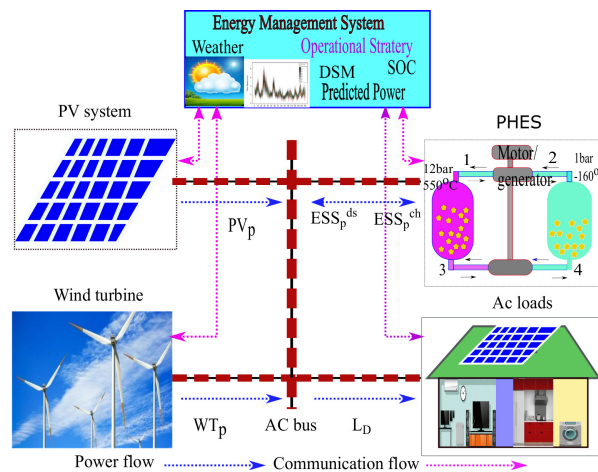 Energy Management System
Weather
Operational Stratery
DSM
SOC
Predicted Power
PV system
PHES
Motor/
generator
1
2
12bar
550°C
1bar
-160°
PVp
ESSpds
ESSpch
3
4
Wind turbine
Ac loads
WTp
AC bus
LD
Power flow
Communication flow